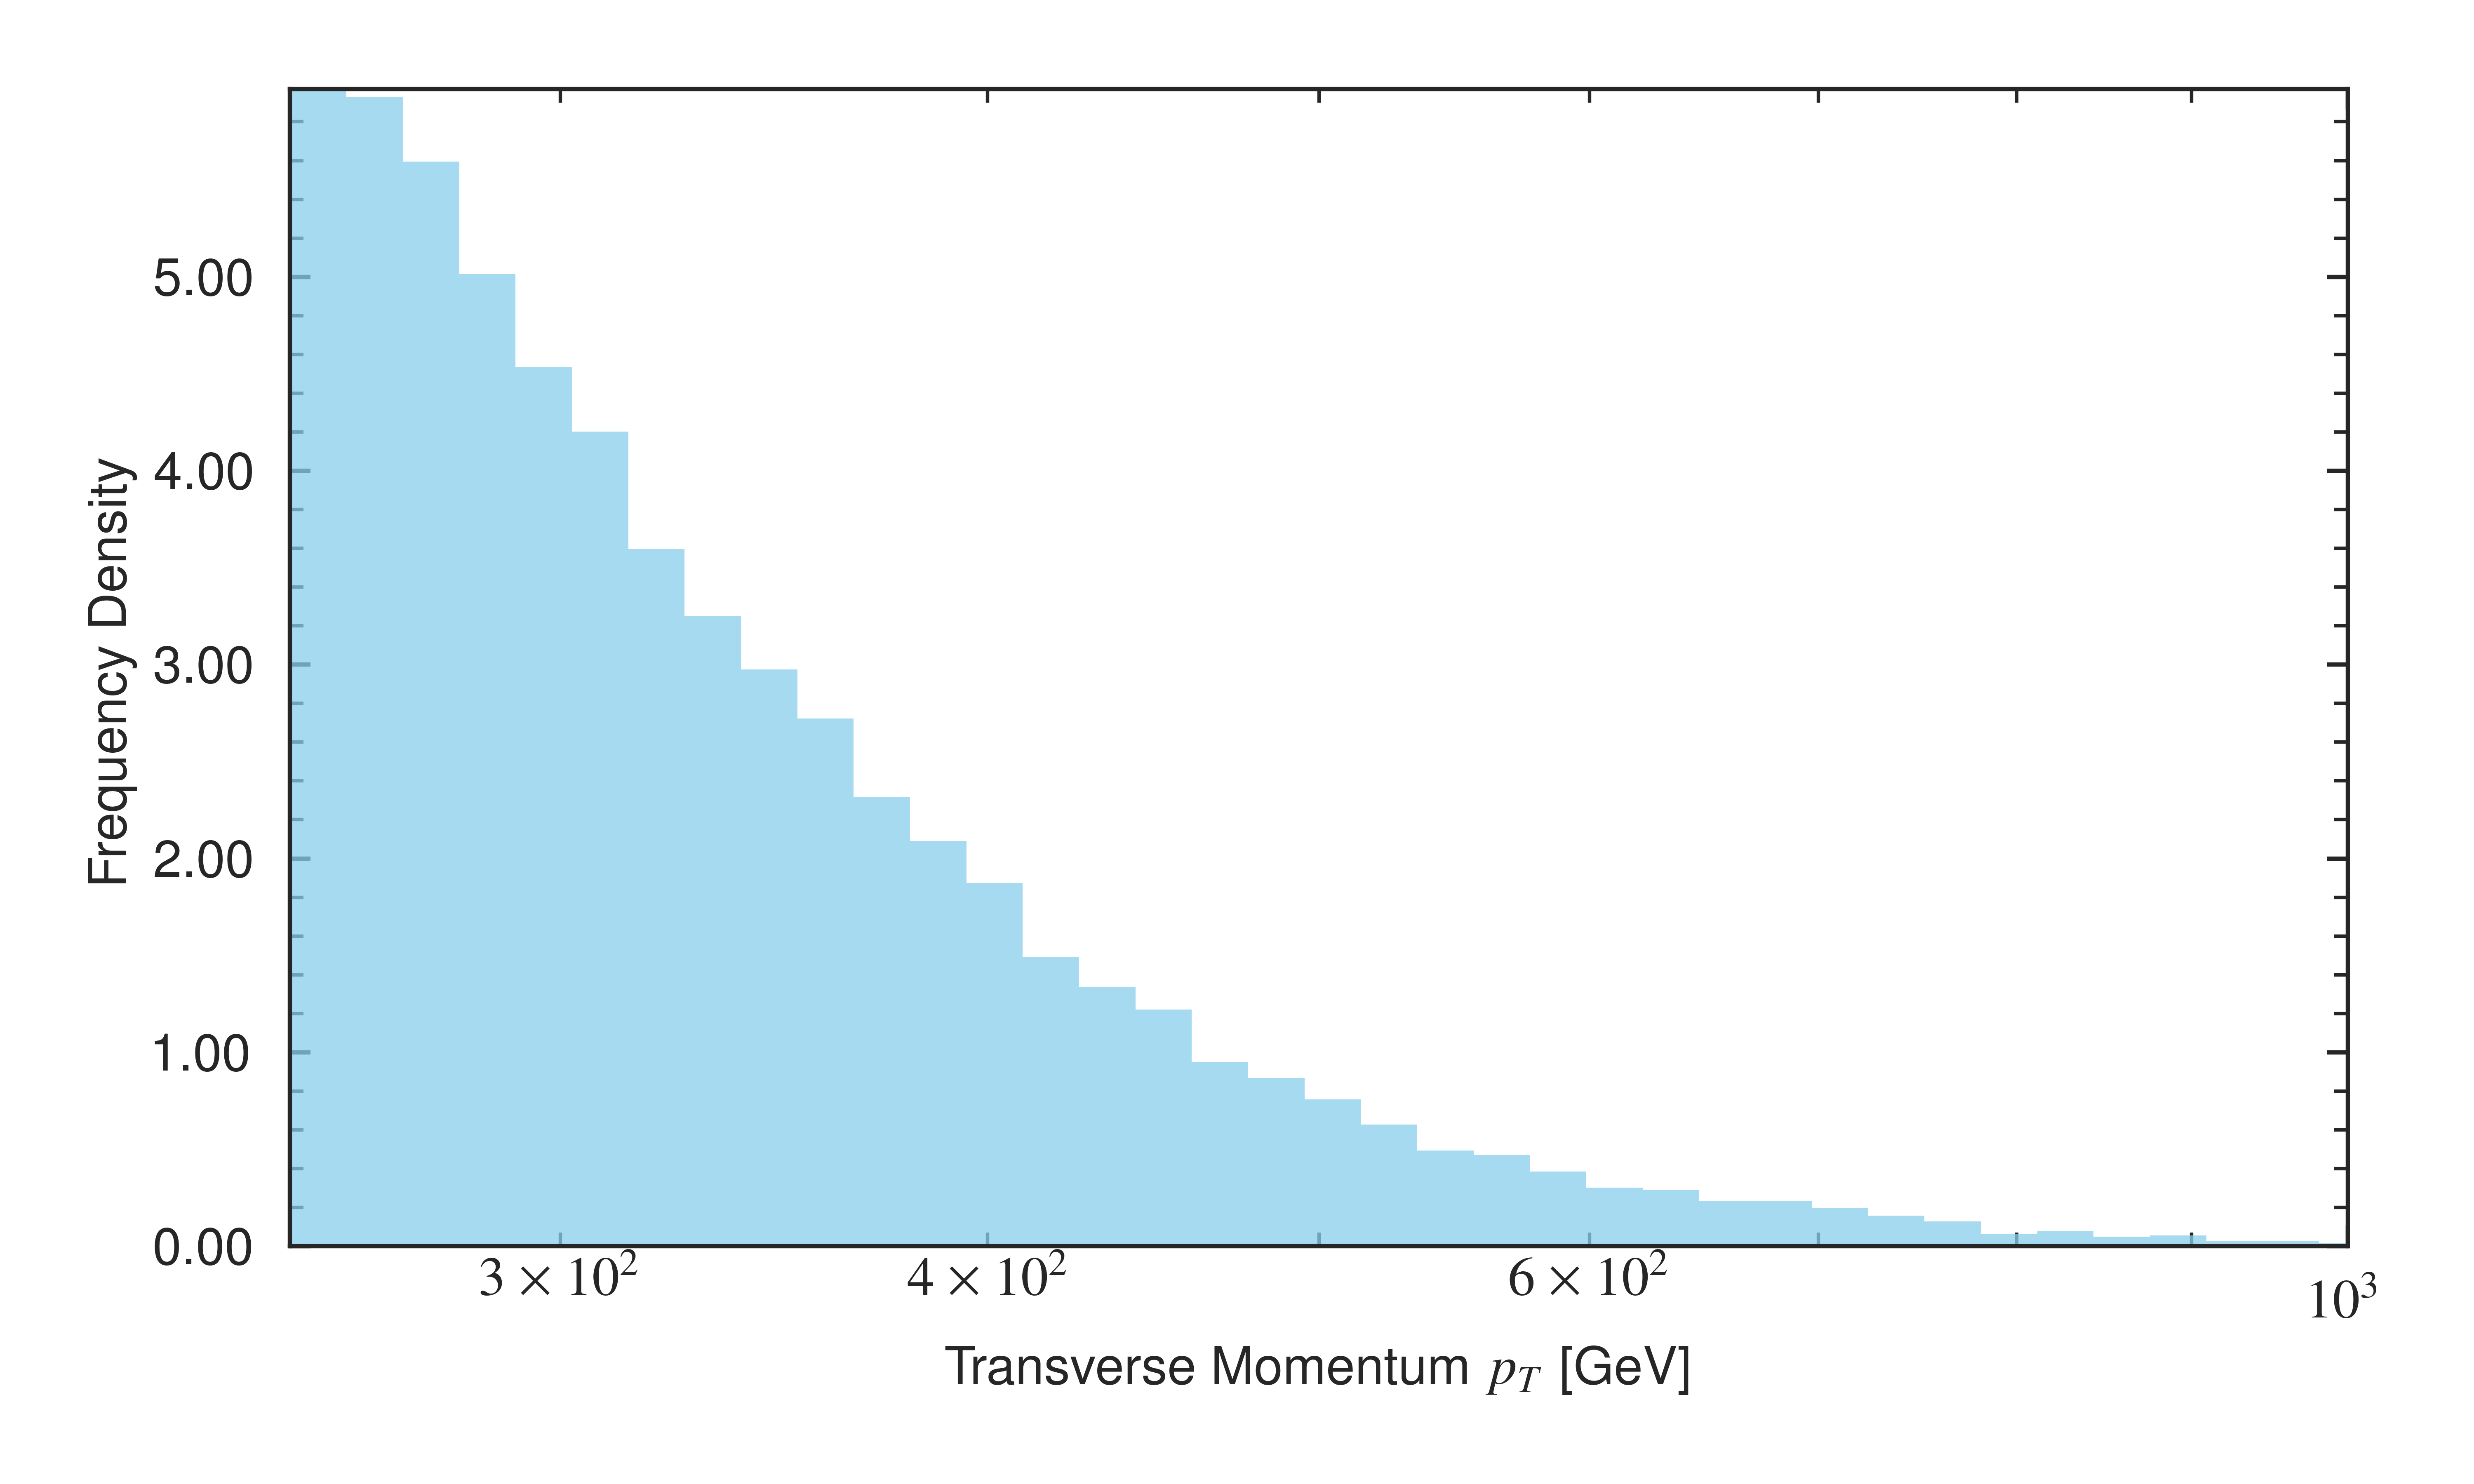 Frequency Density
5.00
4.00
3.00
2.00
1.00
0.00
3 × 10²
4 × 10²
6 × 10²
10³
Transverse Momentum p_T [GeV]